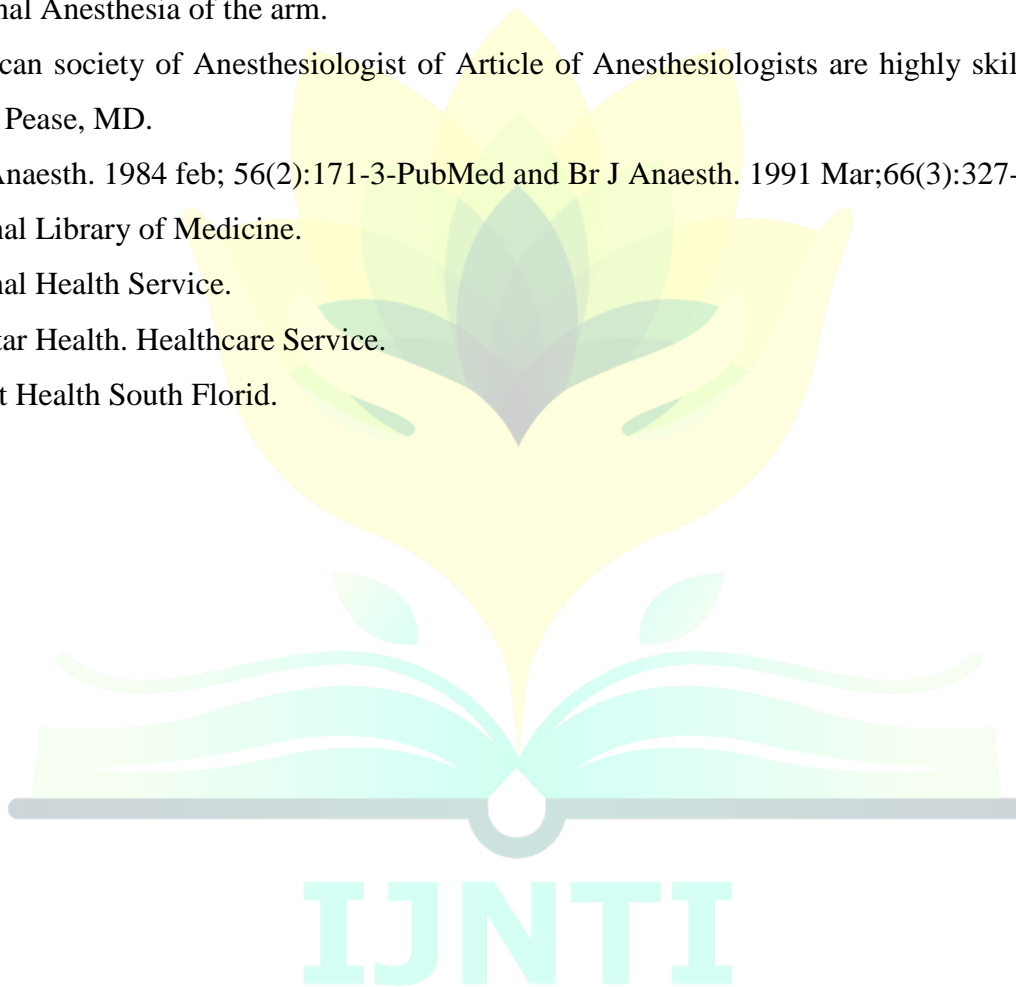 nal Anesthesia of the arm.
can society of Anesthesiologist of Article of Anesthesiologists are highly skil
Pease, MD.
naesth. 1984 feb; 56(2):171-3-PubMed and Br J Anaesth. 1991 Mar;66(3):327-
nal Library of Medicine.
nal Health Service.
tar Health. Healthcare Service.
t Health South Florid.
IJNTI